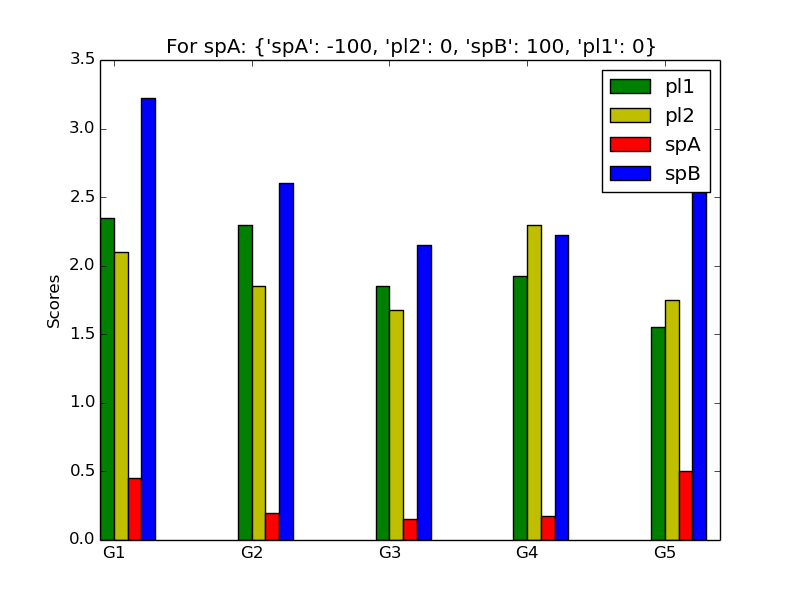 For spA: {'spA': -100, 'pl2': 0, 'spB': 100, 'pl1': 0}
3.5
3.0
2.5
2.0
1.5
1.0
0.5
0.0
Scores
pl1
pl2
spA
spB
G1 G2 G3 G4 G5